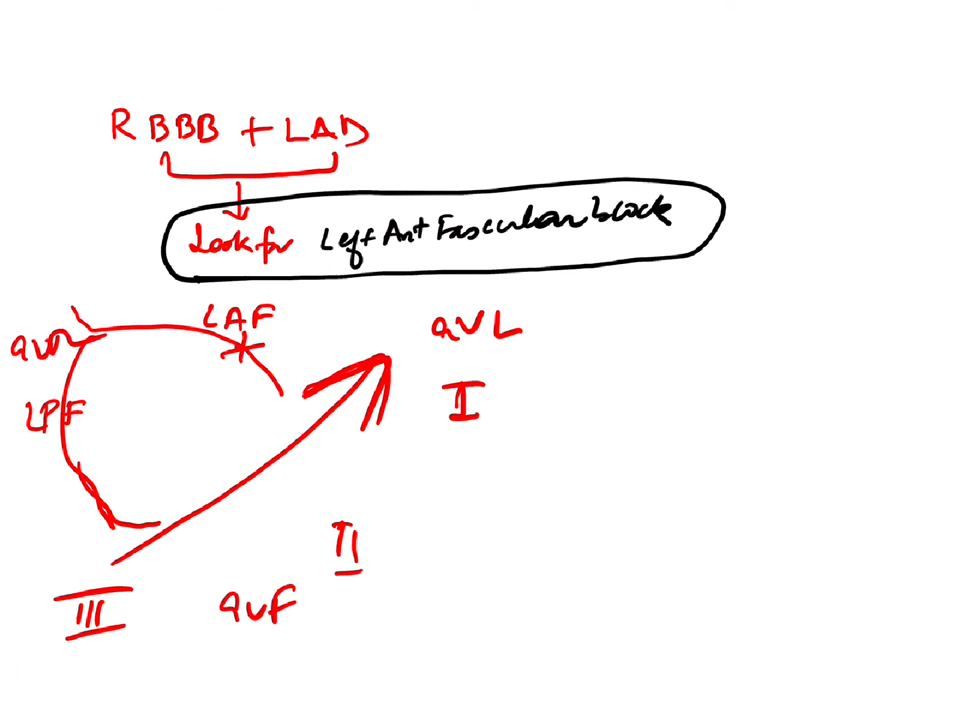 RBBB + LAD
Look for Left Ant Fascicular block
LAF
aVL
aVR
I
LPF
II
III
avF